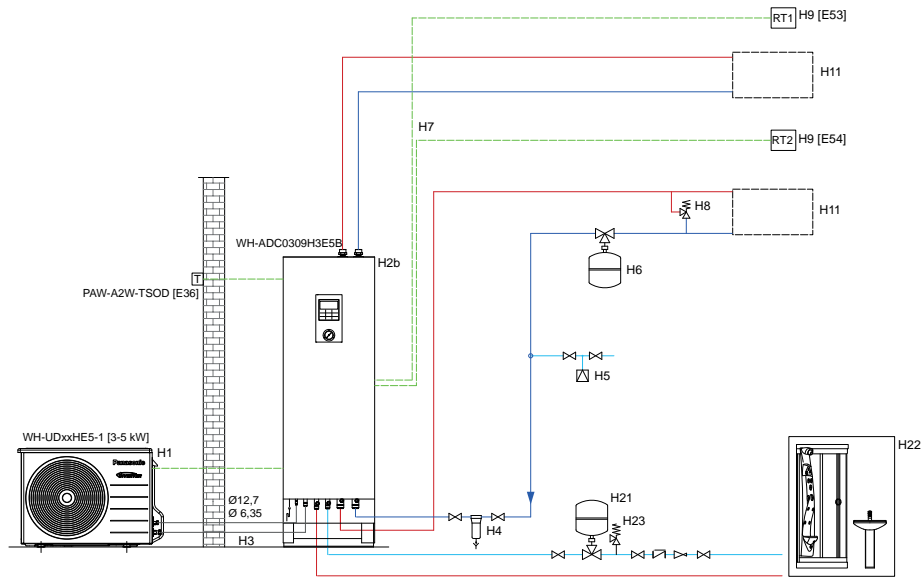 RT1 H9 [E53]
H11
H7
RT2 H9 [E54]
H8
H11
WH-ADC0309H3E5B
H2b
H6
T
PAW-A2W-TSOD [E36]
H5
WH-UDxxHE5-1 [3-5 kW]
H1
Panasonic
Inverter
H22
Ø12,7
Ø 6,35
H21
H23
H4
H3